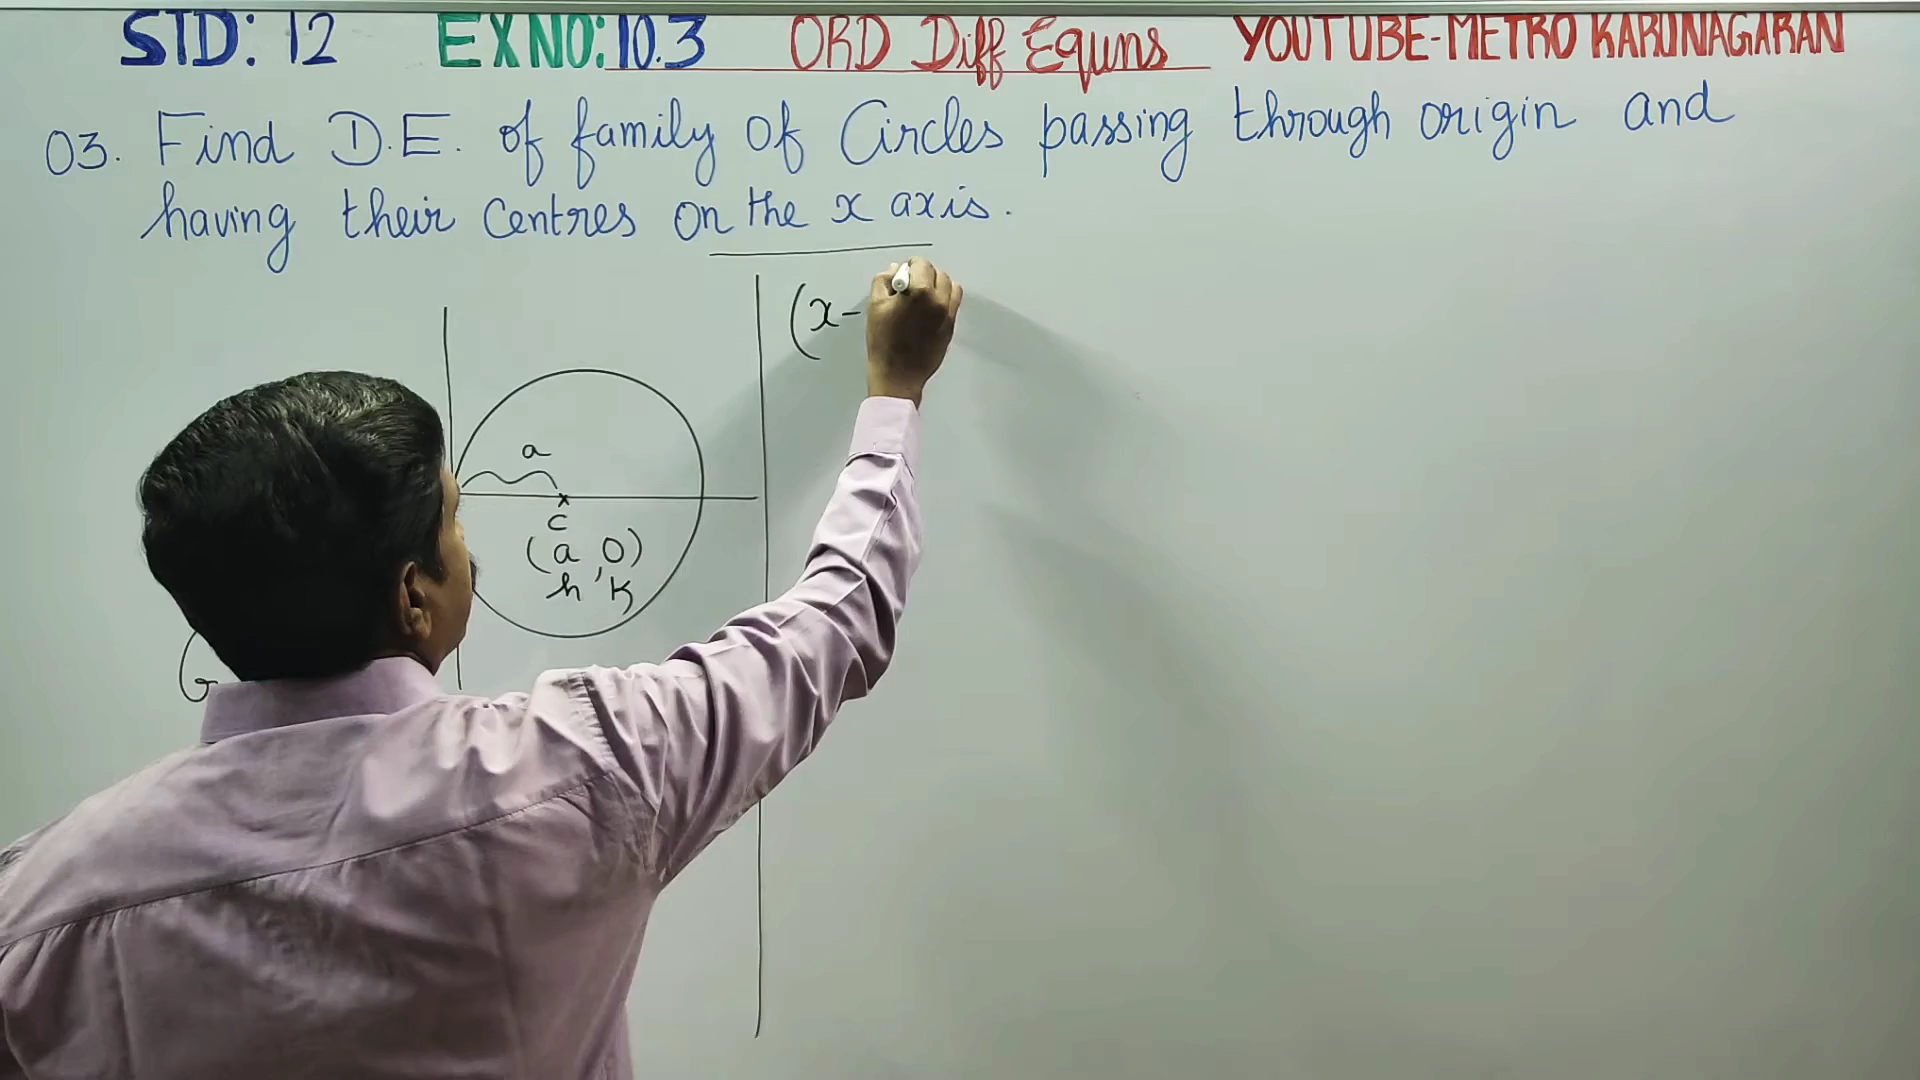 STD: 12 EXNO: 10.3 ORD Diff Equns YOUTUBE-METRO KARUNAGARAN
03. Find D.E. of family of Circles passing through origin and
having their Centres on the x axis.
(x-
a
c
(a, 0)
h, k